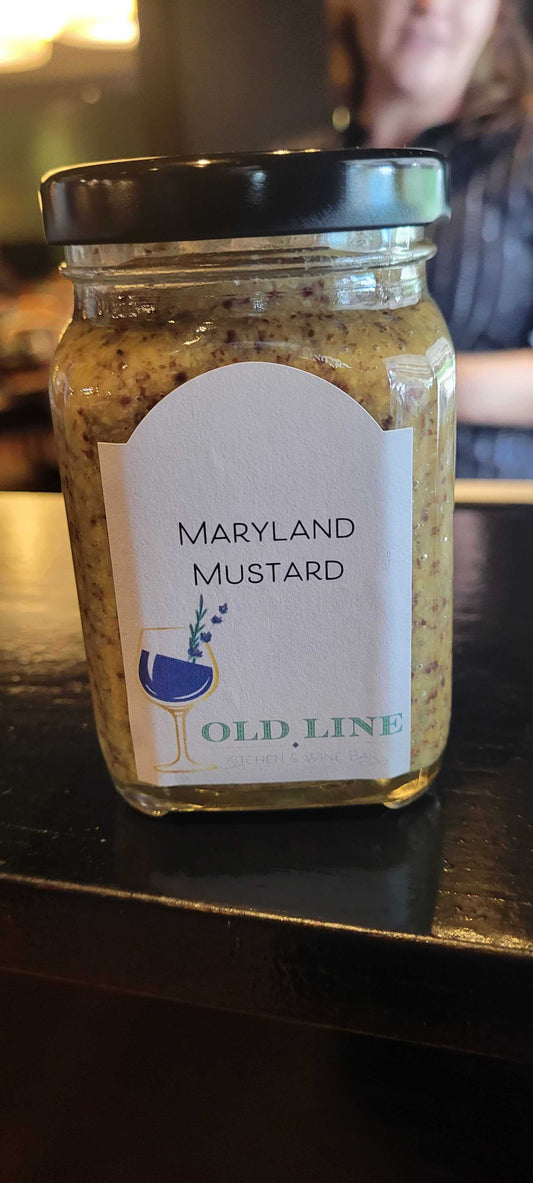 MARYLAND
MUSTARD
OLD LINE
KITCHEN & WINE BAR